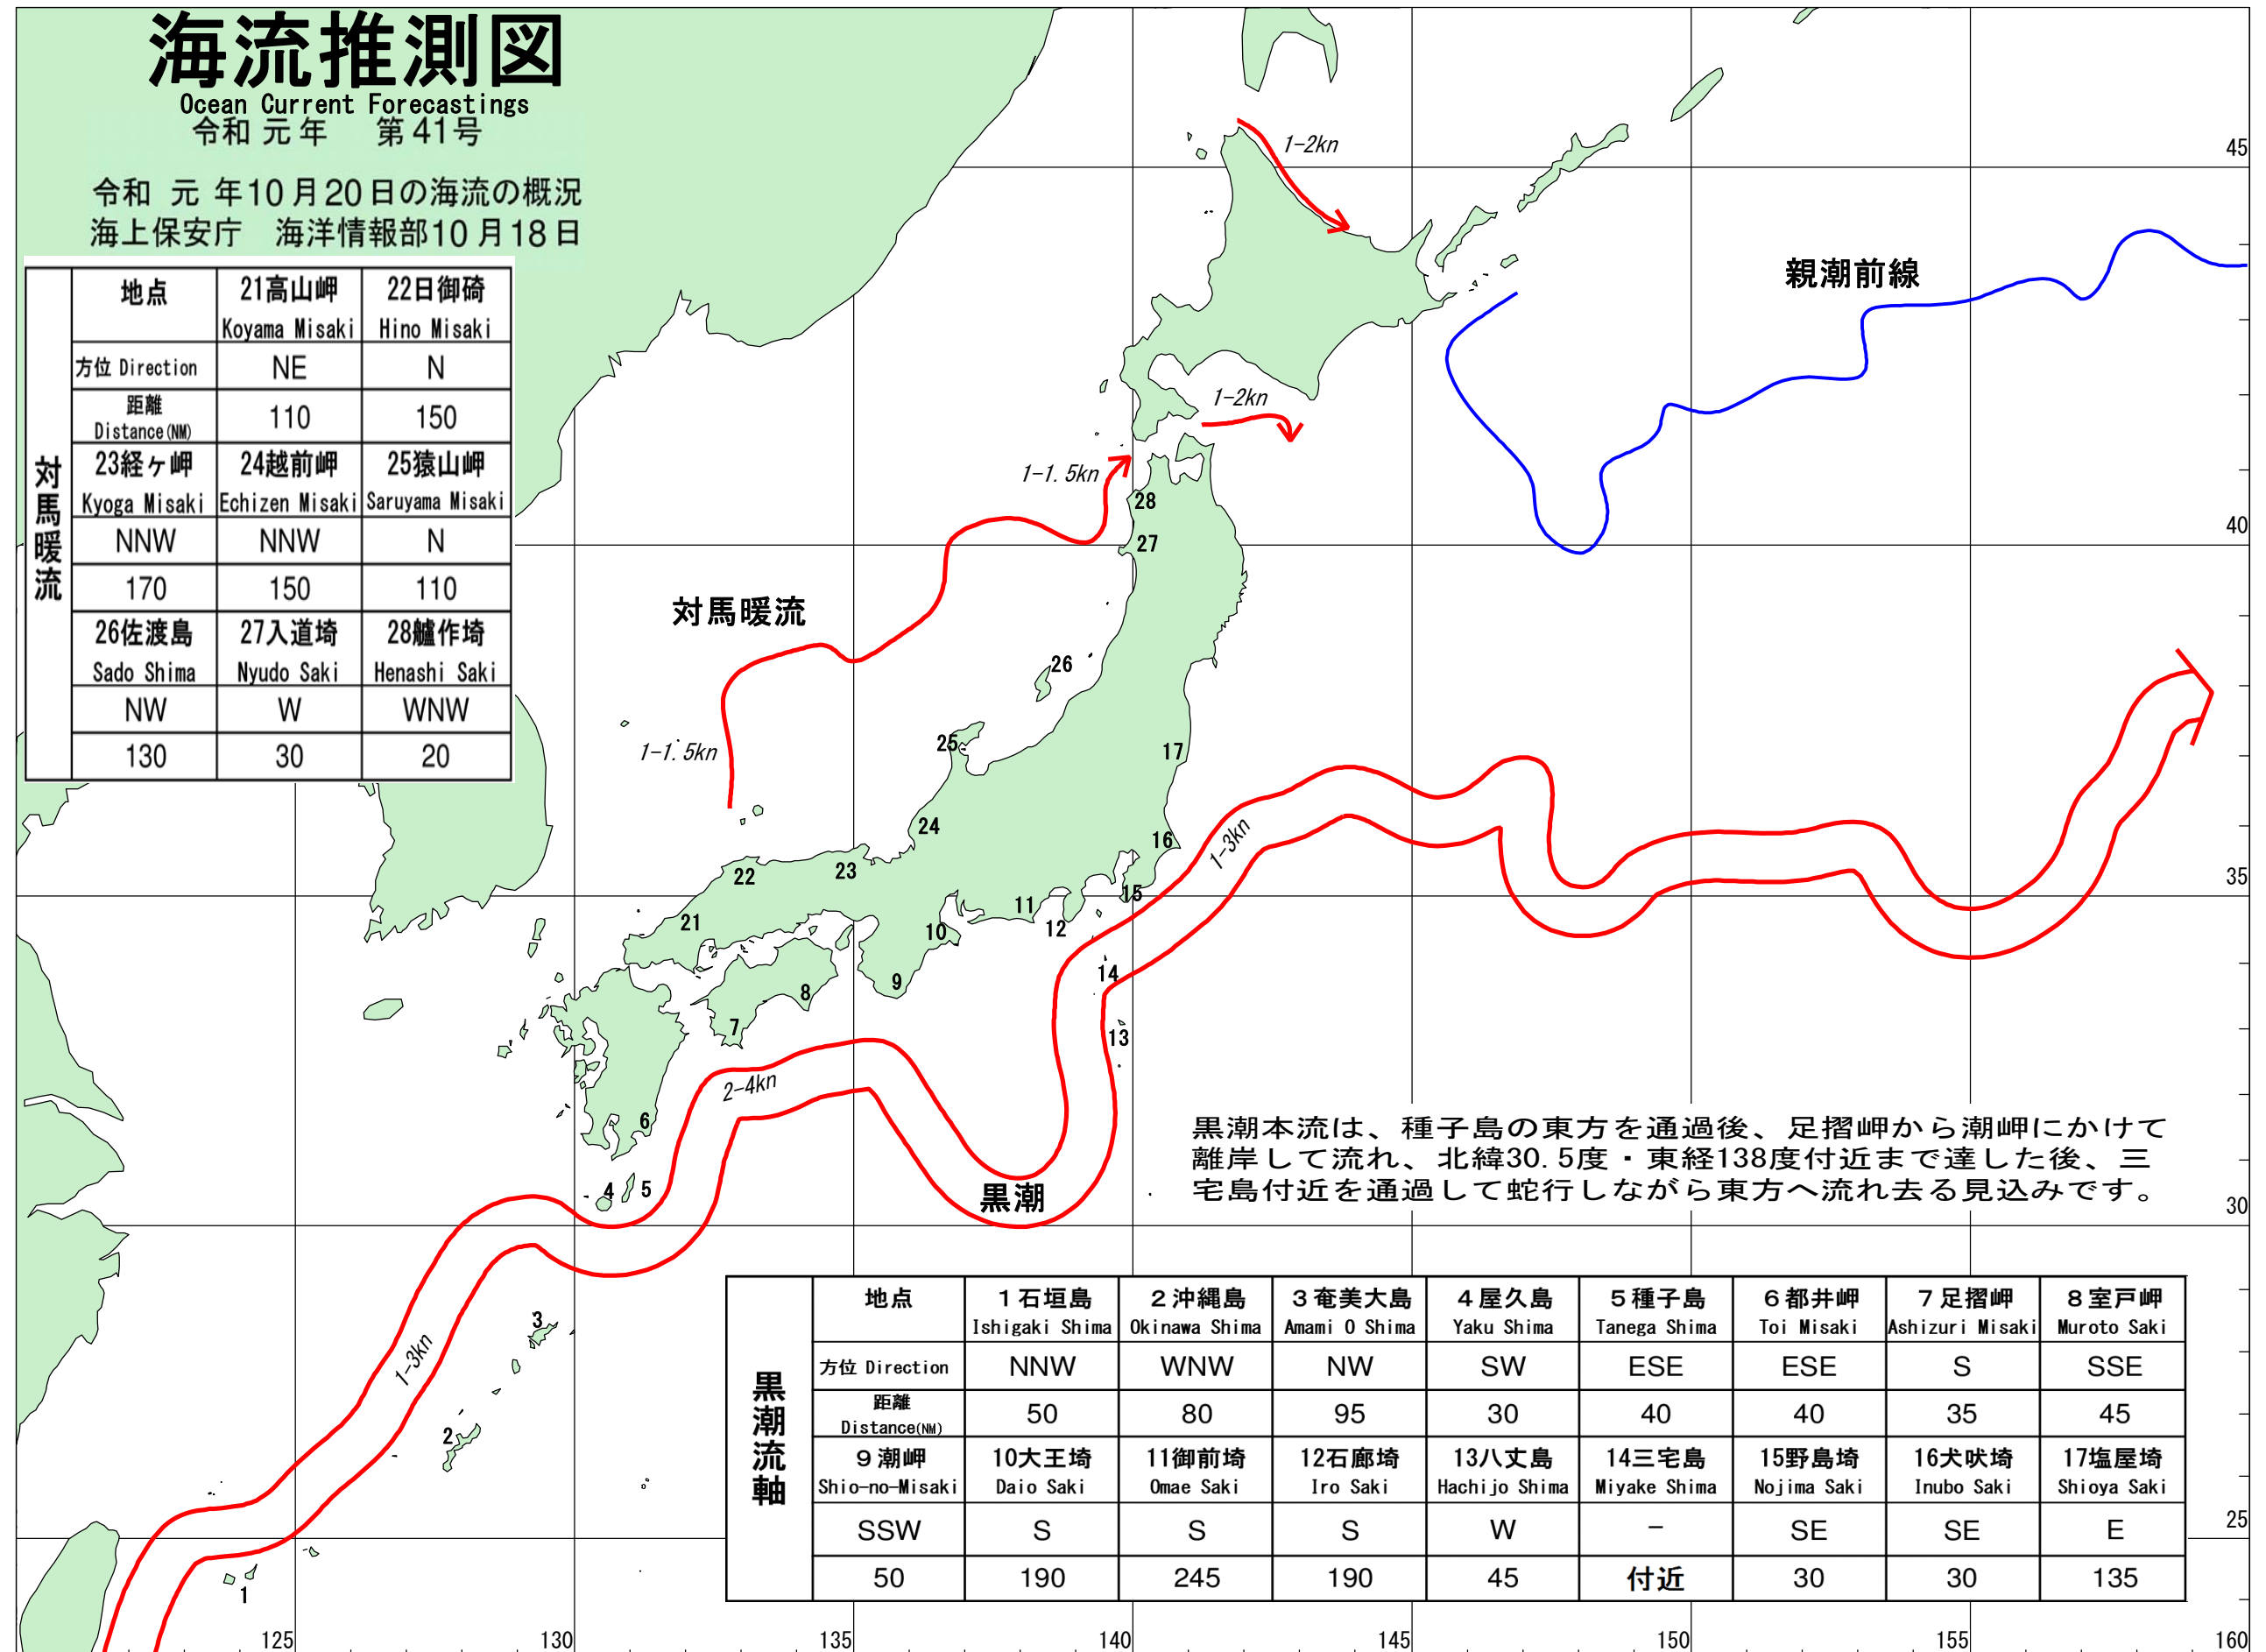 海流推測図
Ocean Current Forecastings
令和 元 年 第 41号
令和 元 年10 月20 日の海流の概況
海上保安庁 海洋情報部10 月18 日
対馬暖流
地点 21高山岬 22日御碕
Koyama Misaki Hino Misaki
方位 Direction NE N
距離
Distance(NM) 110 150
23経ヶ岬 24越前岬 25猿山岬
Kyoga Misaki Echizen Misaki Saruyama Misaki
NNW NNW N
170 150 110
26佐渡島 27入道埼 28艫作埼
Sado Shima Nyudo Saki Henashi Saki
NW W WNW
130 30 20
1-2kn
45
親潮前線
1-2kn
1-1.5kn
28
40
27
対馬暖流
26
25
17
1-1.5kn
24
16
1-3kn
23
22
35
15
11
21
12
10
14
9
8
7
13
2-4kn
6
黒潮本流は、種子島の東方を通過後、足摺岬から潮岬にかけて
離岸して流れ、北緯30.5度・東経138度付近まで達した後、三
宅島付近を通過して蛇行しながら東方へ流れ去る見込みです。
4
5
黒潮
30
3
1-3kn
2
黒潮流軸
地点 1石垣島 2沖縄島 3奄美大島 4屋久島 5種子島 6都井岬 7足摺岬 8室戸岬
Ishigaki Shima Okinawa Shima Amami O Shima Yaku Shima Tanega Shima Toi Misaki Ashizuri Misaki Muroto Saki
方位 Direction NNW WNW NW SW ESE ESE S SSE
距離
Distance(NM) 50 80 95 30 40 40 35 45
9潮岬 10大王埼 11御前埼 12石廊埼 13八丈島 14三宅島 15野島埼 16犬吠埼 17塩屋埼
Shio-no-Misaki Daio Saki Omae Saki Iro Saki Hachijo Shima Miyake Shima Nojima Saki Inubo Saki Shioya Saki
SSW S S S W － SE SE E
50 190 245 190 45 付近 30 30 135
25
1
125 130 135 140 145 150 155 160